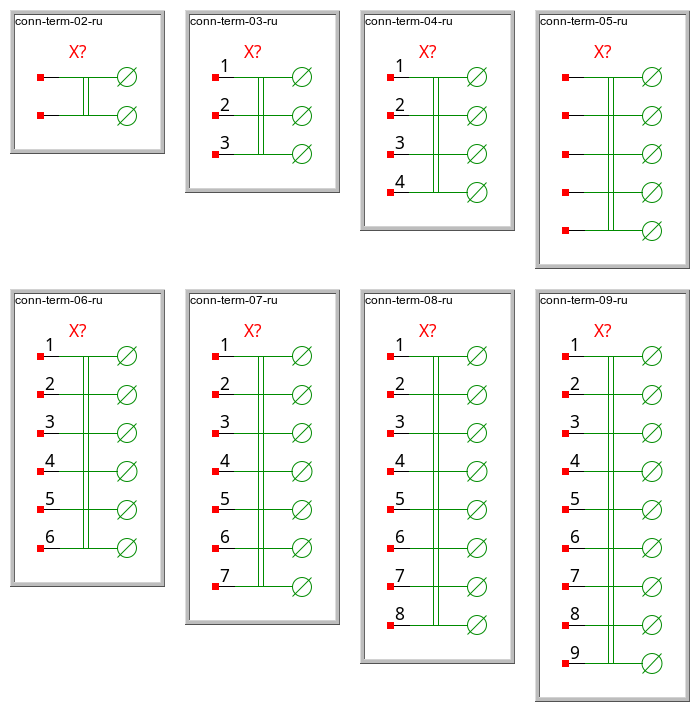 conn-term-02-ru
X?
conn-term-03-ru
X?
1
2
3
conn-term-04-ru
X?
1
2
3
4
conn-term-05-ru
X?
conn-term-06-ru
X?
1
2
3
4
5
6
conn-term-07-ru
X?
1
2
3
4
5
6
7
conn-term-08-ru
X?
1
2
3
4
5
6
7
8
conn-term-09-ru
X?
1
2
3
4
5
6
7
8
9